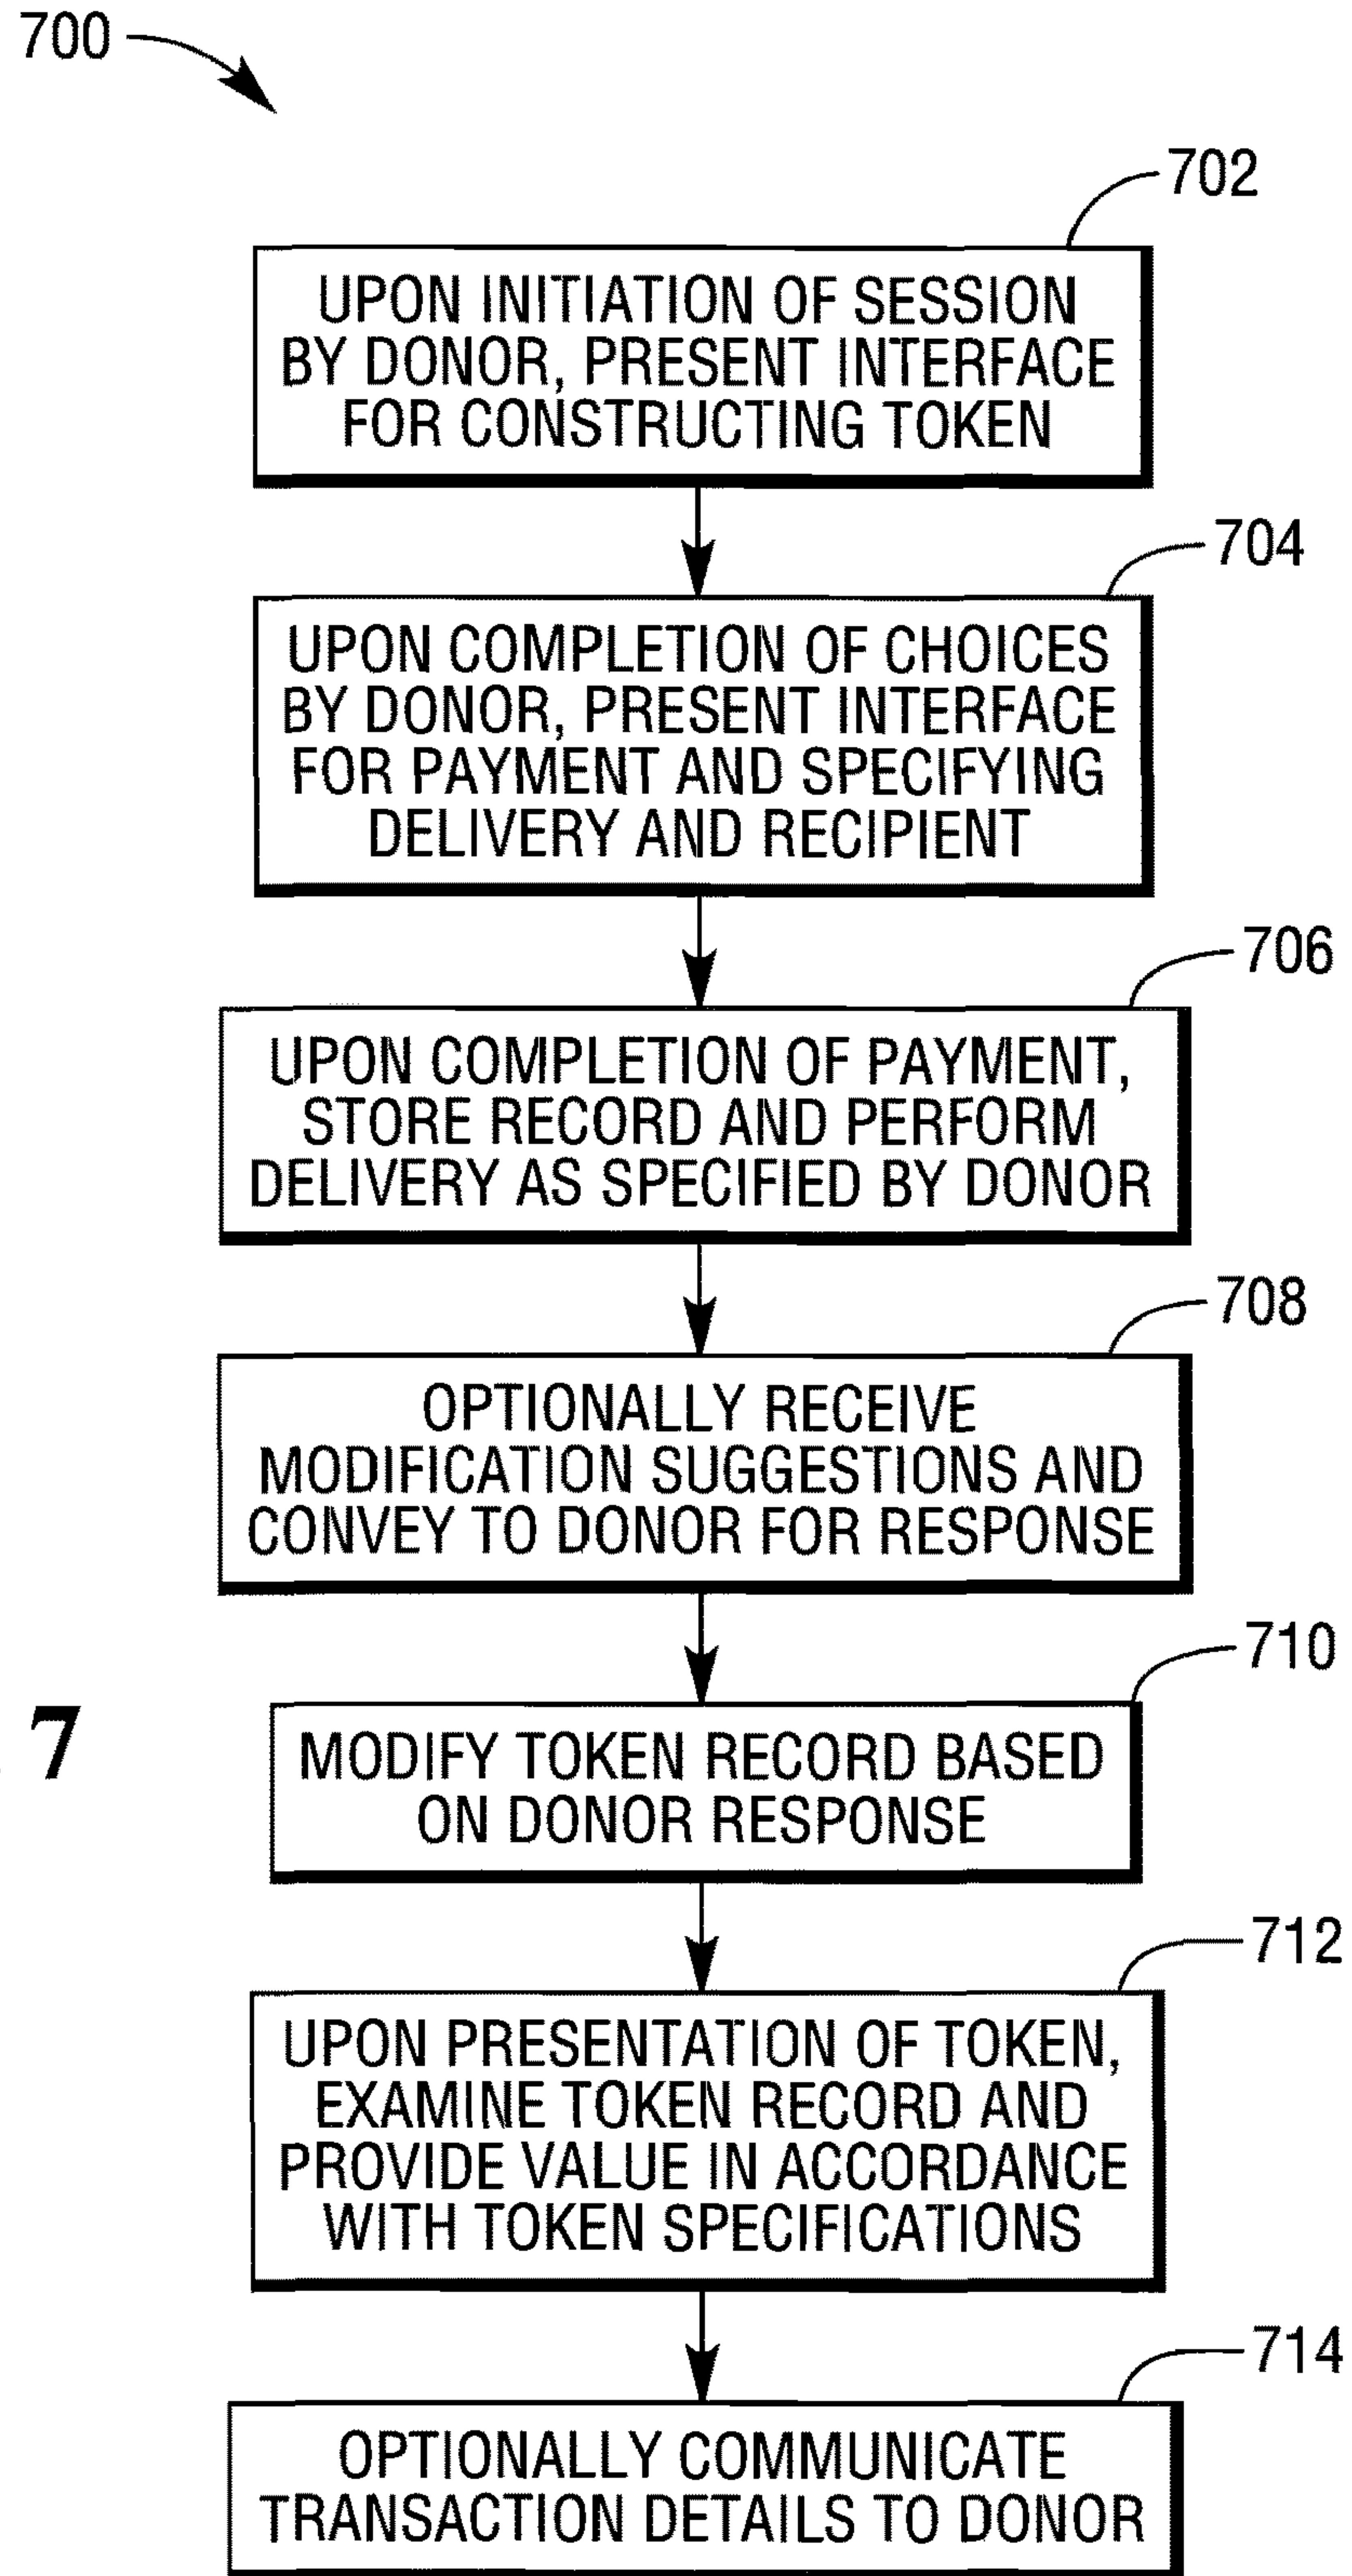 700
702
UPON INITIATION OF SESSION
BY DONOR, PRESENT INTERFACE
FOR CONSTRUCTING TOKEN
704
UPON COMPLETION OF CHOICES
BY DONOR, PRESENT INTERFACE
FOR PAYMENT AND SPECIFYING
DELIVERY AND RECIPIENT
706
UPON COMPLETION OF PAYMENT,
STORE RECORD AND PERFORM
DELIVERY AS SPECIFIED BY DONOR
708
OPTIONALLY RECEIVE
MODIFICATION SUGGESTIONS AND
CONVEY TO DONOR FOR RESPONSE
710
7
MODIFY TOKEN RECORD BASED
ON DONOR RESPONSE
712
UPON PRESENTATION OF TOKEN,
EXAMINE TOKEN RECORD AND
PROVIDE VALUE IN ACCORDANCE
WITH TOKEN SPECIFICATIONS
714
OPTIONALLY COMMUNICATE
TRANSACTION DETAILS TO DONOR